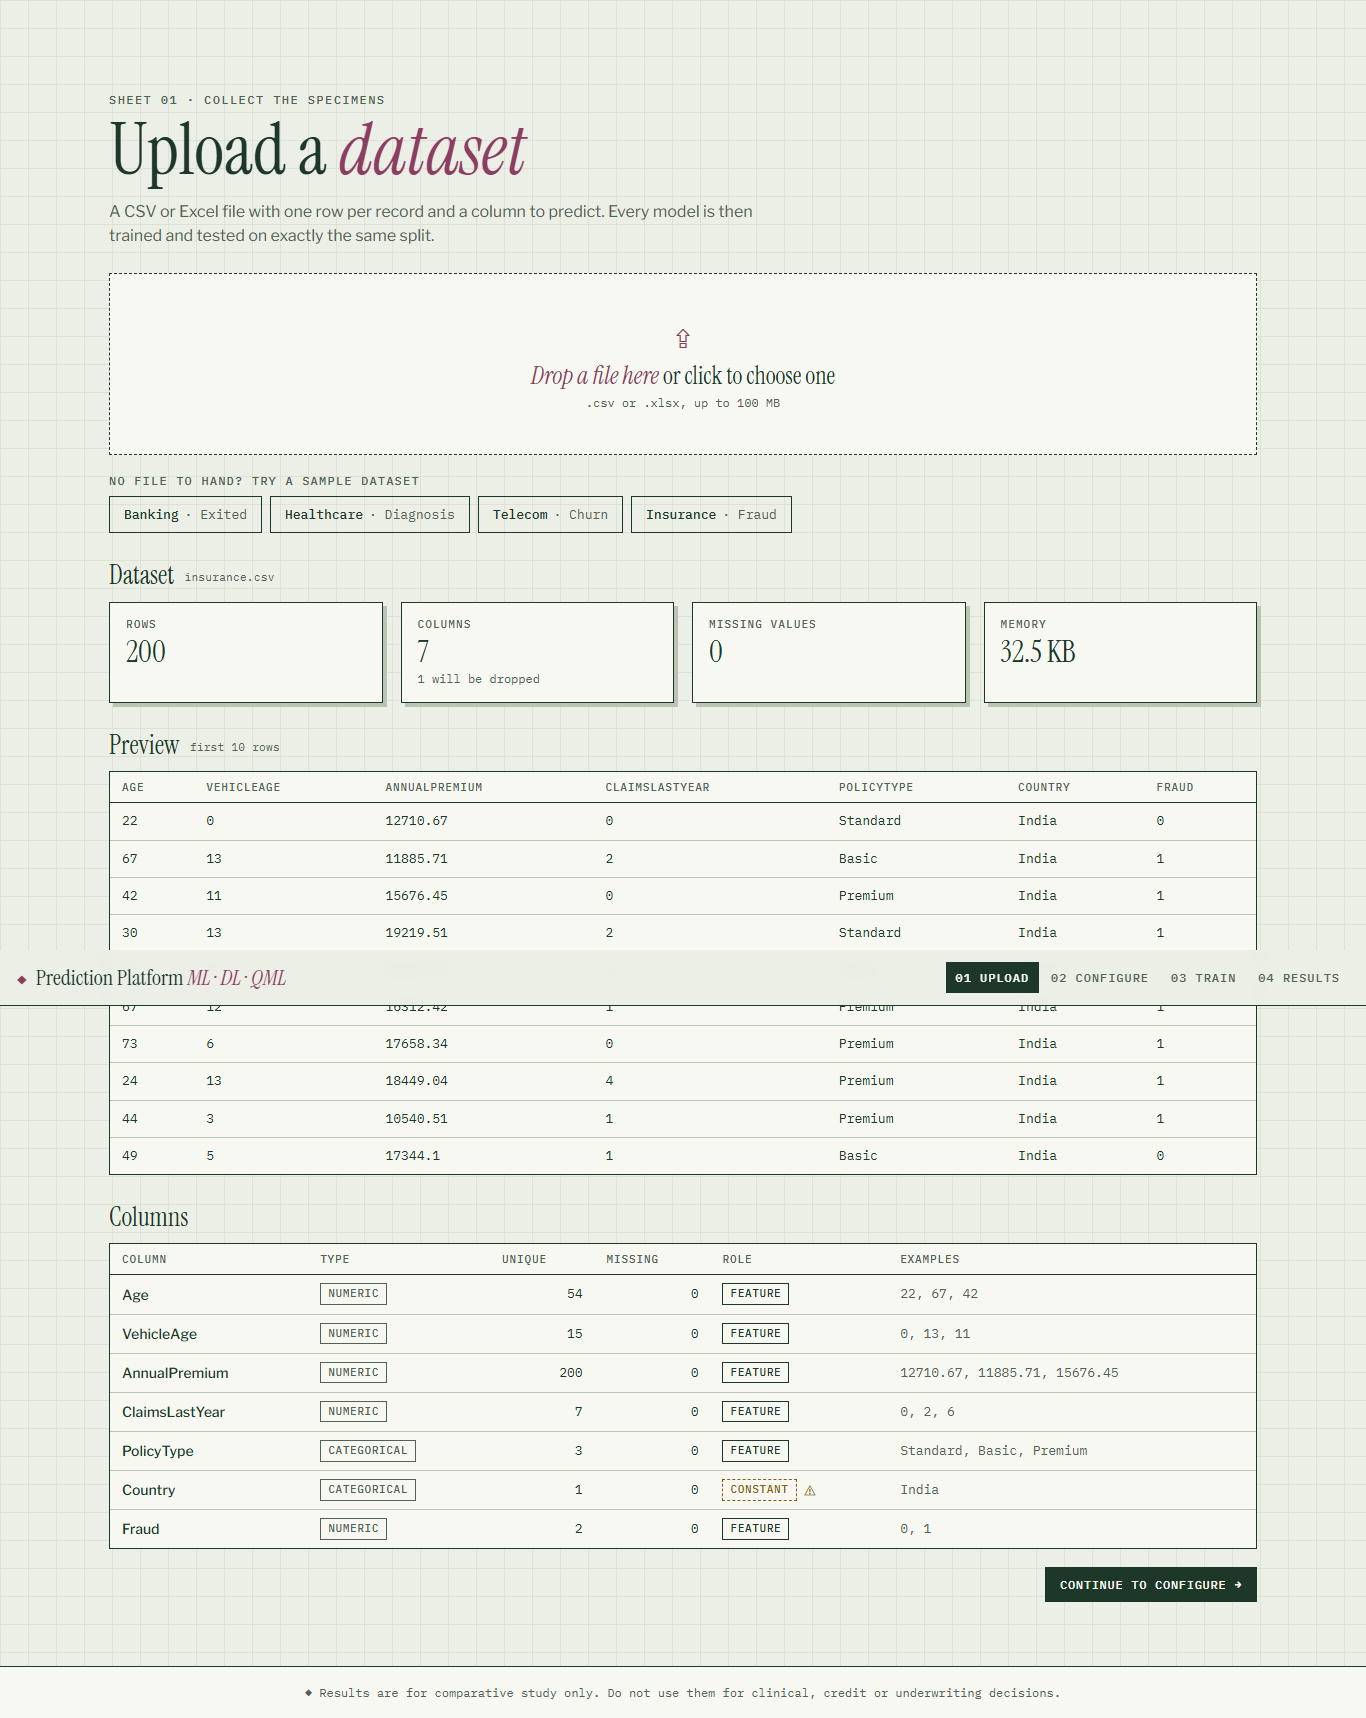 SHEET 01 · COLLECT THE SPECIMENS
Upload a dataset
A CSV or Excel file with one row per record and a column to predict. Every model is then
trained and tested on exactly the same split.
Drop a file here or click to choose one
.csv or .xlsx, up to 100 MB
NO FILE TO HAND? TRY A SAMPLE DATASET
Banking · Exited Healthcare · Diagnosis Telecom · Churn Insurance · Fraud
Dataset insurance.csv
ROWS COLUMNS MISSING VALUES MEMORY
200 7 0 32.5 KB
1 will be dropped
Preview first 10 rows
AGE VEHICLEAGE ANNUALPREMIUM CLAIMSLASTYEAR POLICYTYPE COUNTRY FRAUD
22 0 12710.67 0 Standard India 0
67 13 11885.71 2 Basic India 1
42 11 15676.45 0 Premium India 1
30 13 19219.51 2 Standard India 1
◆ Prediction Platform ML · DL · QML 01 UPLOAD 02 CONFIGURE 03 TRAIN 04 RESULTS
67 12 16312.42 1 Premium India 1
73 6 17658.34 0 Premium India 1
24 13 18449.04 4 Premium India 1
44 3 10540.51 1 Premium India 1
49 5 17344.1 1 Basic India 0
Columns
COLUMN TYPE UNIQUE MISSING ROLE EXAMPLES
Age NUMERIC 54 0 FEATURE 22, 67, 42
VehicleAge NUMERIC 15 0 FEATURE 0, 13, 11
AnnualPremium NUMERIC 200 0 FEATURE 12710.67, 11885.71, 15676.45
ClaimsLastYear NUMERIC 7 0 FEATURE 0, 2, 6
PolicyType CATEGORICAL 3 0 FEATURE Standard, Basic, Premium
Country CATEGORICAL 1 0 CONSTANT ⚠ India
Fraud NUMERIC 2 0 FEATURE 0, 1
CONTINUE TO CONFIGURE →
◆ Results are for comparative study only. Do not use them for clinical, credit or underwriting decisions.